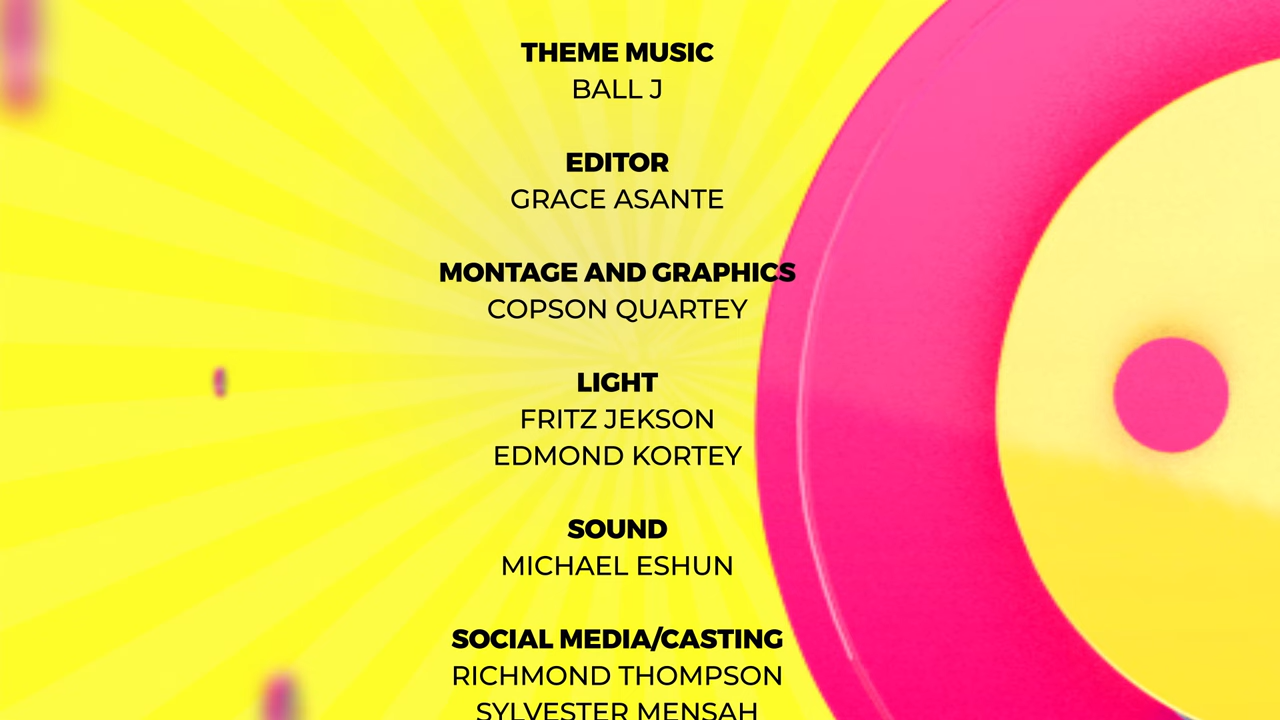 THEME MUSIC
BALL J
EDITOR
GRACE ASANTE
MONTAGE AND GRAPHICS
COPSON QUARTEY
LIGHT
FRITZ JEKSON
EDMOND KORTEY
SOUND
MICHAEL ESHUN
SOCIAL MEDIA/CASTING
RICHMOND THOMPSON
SYLVESTER MENSAH